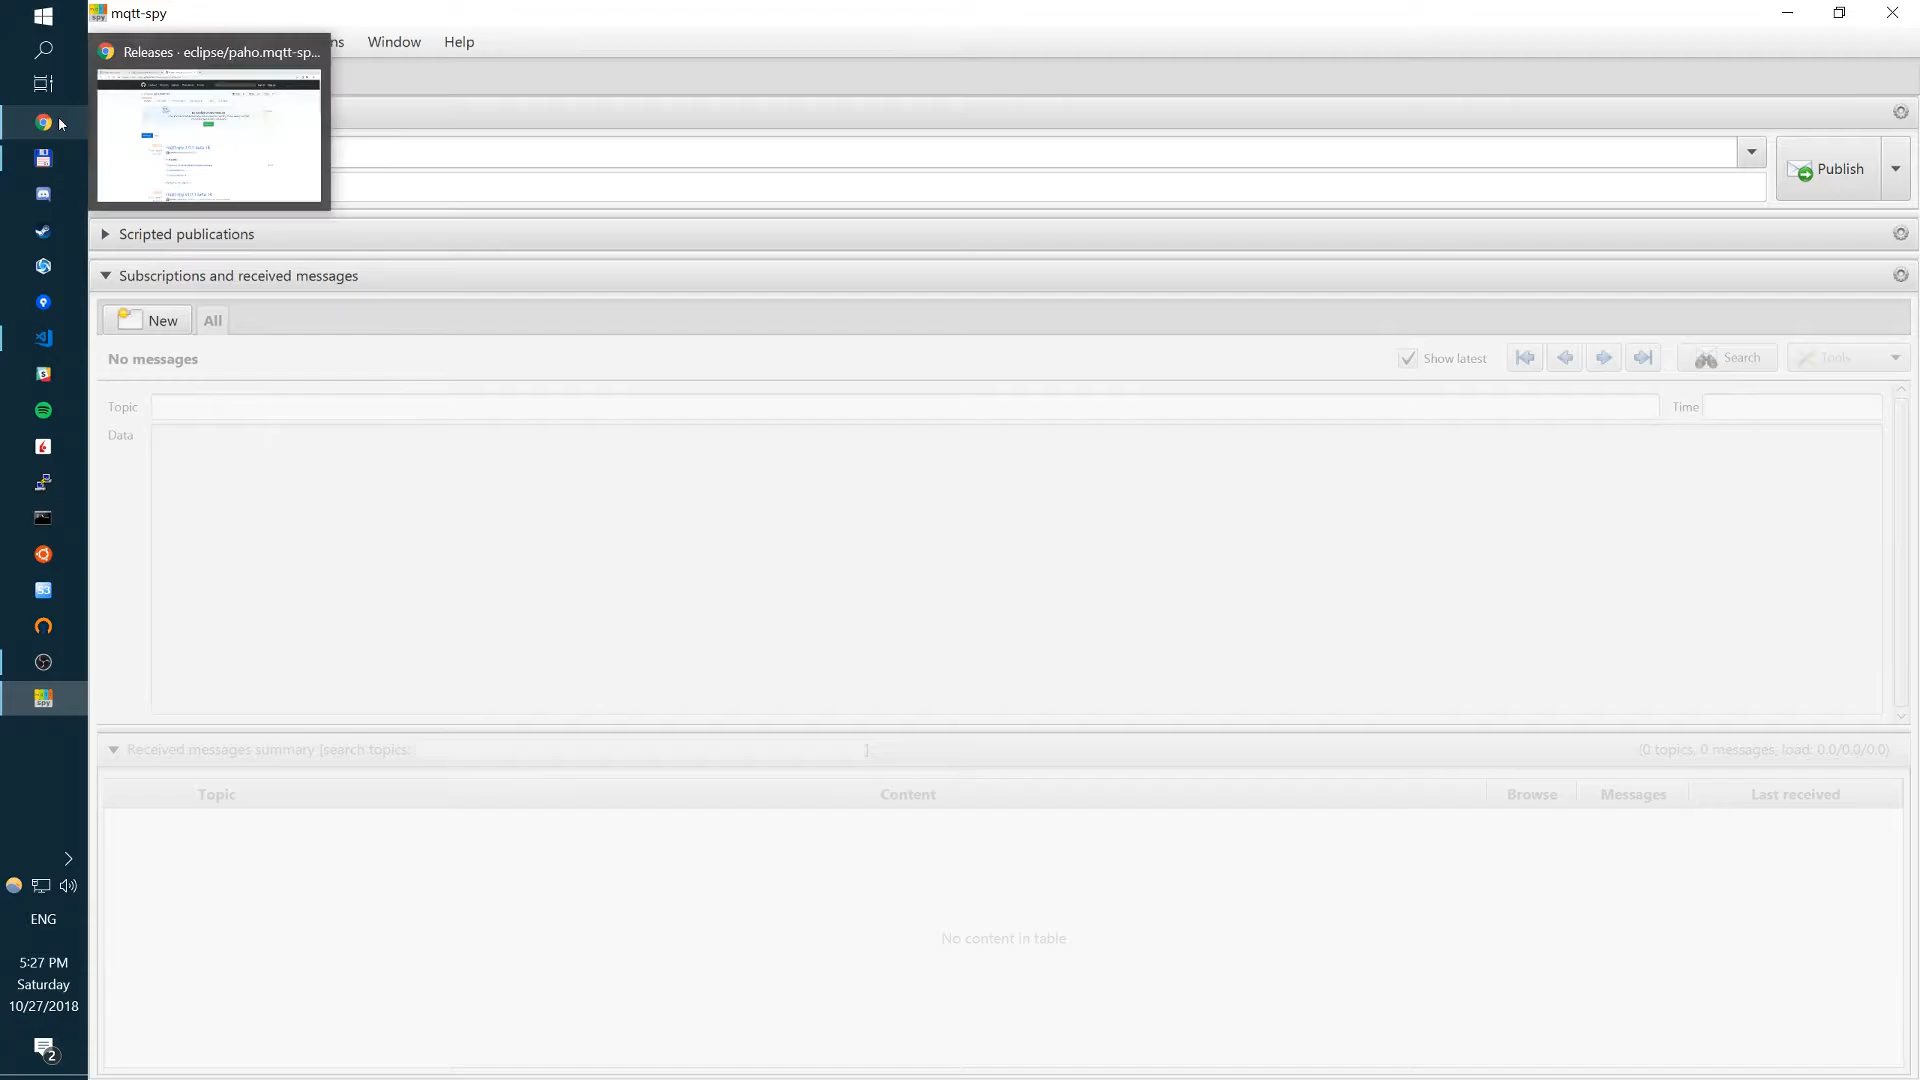 mqtt-spy
Releases · eclipse/paho.mqtt-sp...
ns
Window
Help
Publish
Scripted publications
Subscriptions and received messages
New
All
No messages
Show latest
Search
Tools
Topic
Time
Data
Received messages summary [search topics:
]:
(0 topics, 0 messages, load: 0.0/0.0/0.0)
Topic
Content
Browse
Messages
Last received
No content in table
ENG
5:27 PM
Saturday
10/27/2018
2
S3
spy